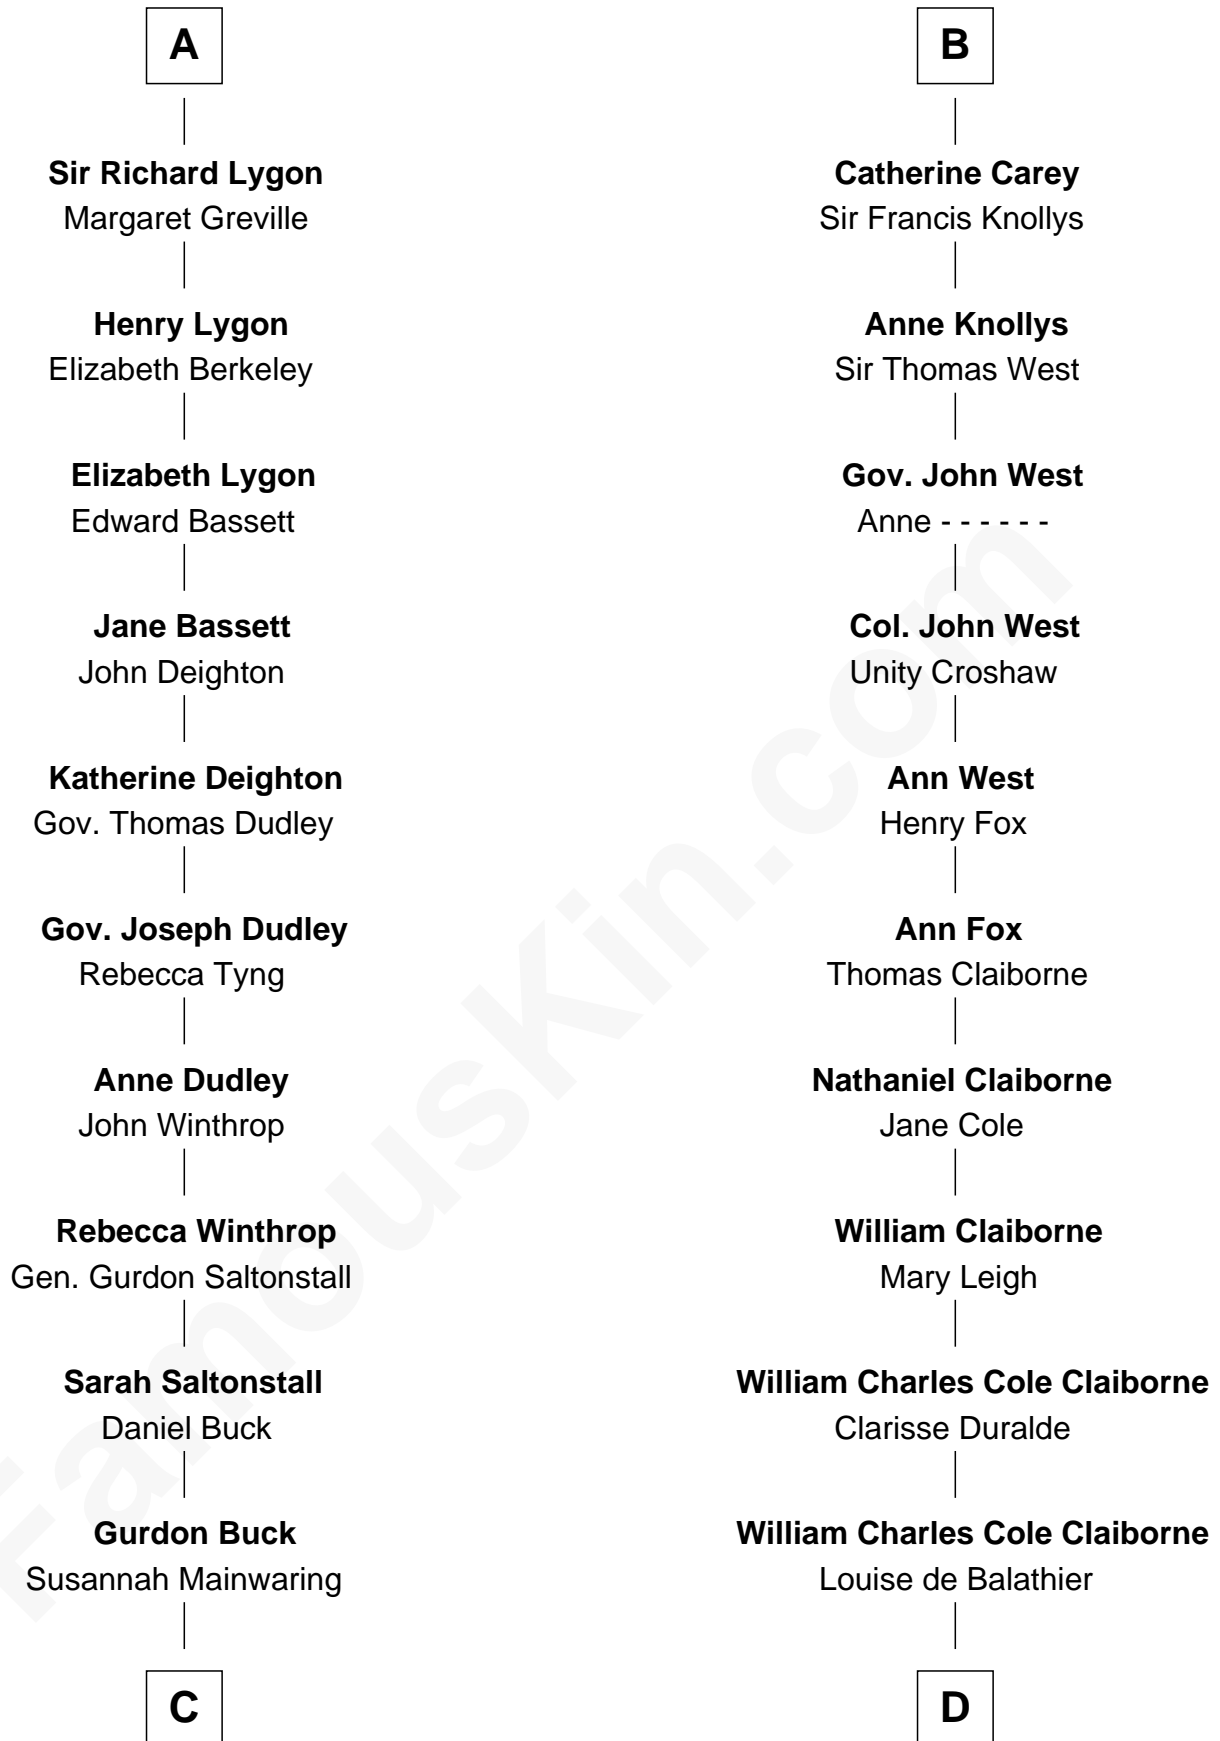 A
Sir Richard Lygon
Margaret Greville
Henry Lygon
Elizabeth Berkeley
Elizabeth Lygon
Edward Bassett
Jane Bassett
John Deighton
Katherine Deighton
Gov. Thomas Dudley
Gov. Joseph Dudley
Rebecca Tyng
Anne Dudley
John Winthrop
Rebecca Winthrop
Gen. Gurdon Saltonstall
Sarah Saltonstall
Daniel Buck
Gurdon Buck
Susannah Mainwaring
C
B
Catherine Carey
Sir Francis Knollys
Anne Knollys
Sir Thomas West
Gov. John West
Anne - - - - - -
Col. John West
Unity Croshaw
Ann West
Henry Fox
Ann Fox
Thomas Claiborne
Nathaniel Claiborne
Jane Cole
William Claiborne
Mary Leigh
William Charles Cole Claiborne
Clarisse Duralde
William Charles Cole Claiborne
Louise de Balathier
D
FamousKin.com